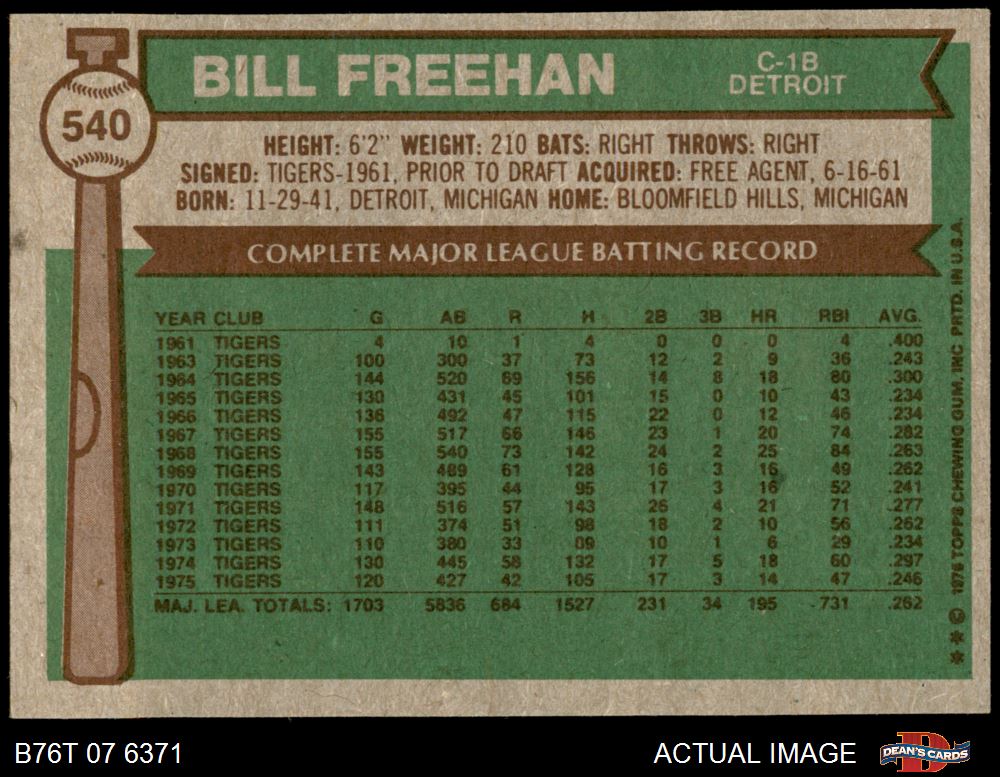 BILL FREEHAN
C-1B
DETROIT
540
HEIGHT: 6'2" WEIGHT: 210 BATS: RIGHT THROWS: RIGHT
SIGNED: TIGERS-1961, PRIOR TO DRAFT ACQUIRED: FREE AGENT, 6-16-61
BORN: 11-29-41, DETROIT, MICHIGAN HOME: BLOOMFIELD HILLS, MICHIGAN
COMPLETE MAJOR LEAGUE BATTING RECORD
YEAR CLUB G AB R H 2B 3B HR RBI AVG.
1961 TIGERS 4 10 1 4 0 0 0 4 .400
1963 TIGERS 100 300 37 73 12 2 9 36 .243
1964 TIGERS 144 520 69 156 14 8 18 80 .300
1965 TIGERS 130 431 45 101 15 0 10 43 .234
1966 TIGERS 136 492 47 115 22 0 12 46 .234
1967 TIGERS 155 517 66 146 23 1 20 74 .282
1968 TIGERS 155 540 73 142 24 2 25 84 .263
1969 TIGERS 143 489 61 128 16 3 16 49 .262
1970 TIGERS 117 395 44 95 17 3 16 52 .241
1971 TIGERS 148 516 57 143 26 4 21 71 .277
1972 TIGERS 111 374 51 98 18 2 10 56 .262
1973 TIGERS 110 380 33 89 10 1 6 29 .234
1974 TIGERS 130 445 58 132 17 5 18 60 .297
1975 TIGERS 120 427 42 105 17 3 14 47 .246
MAJ. LEA. TOTALS: 1703 5836 684 1527 231 34 195 731 .262
* * © 1976 TOPPS CHEWING GUM, INC PRTD. IN U.S.A.
B76T 07 6371
ACTUAL IMAGE
D
DEAN'S CARDS